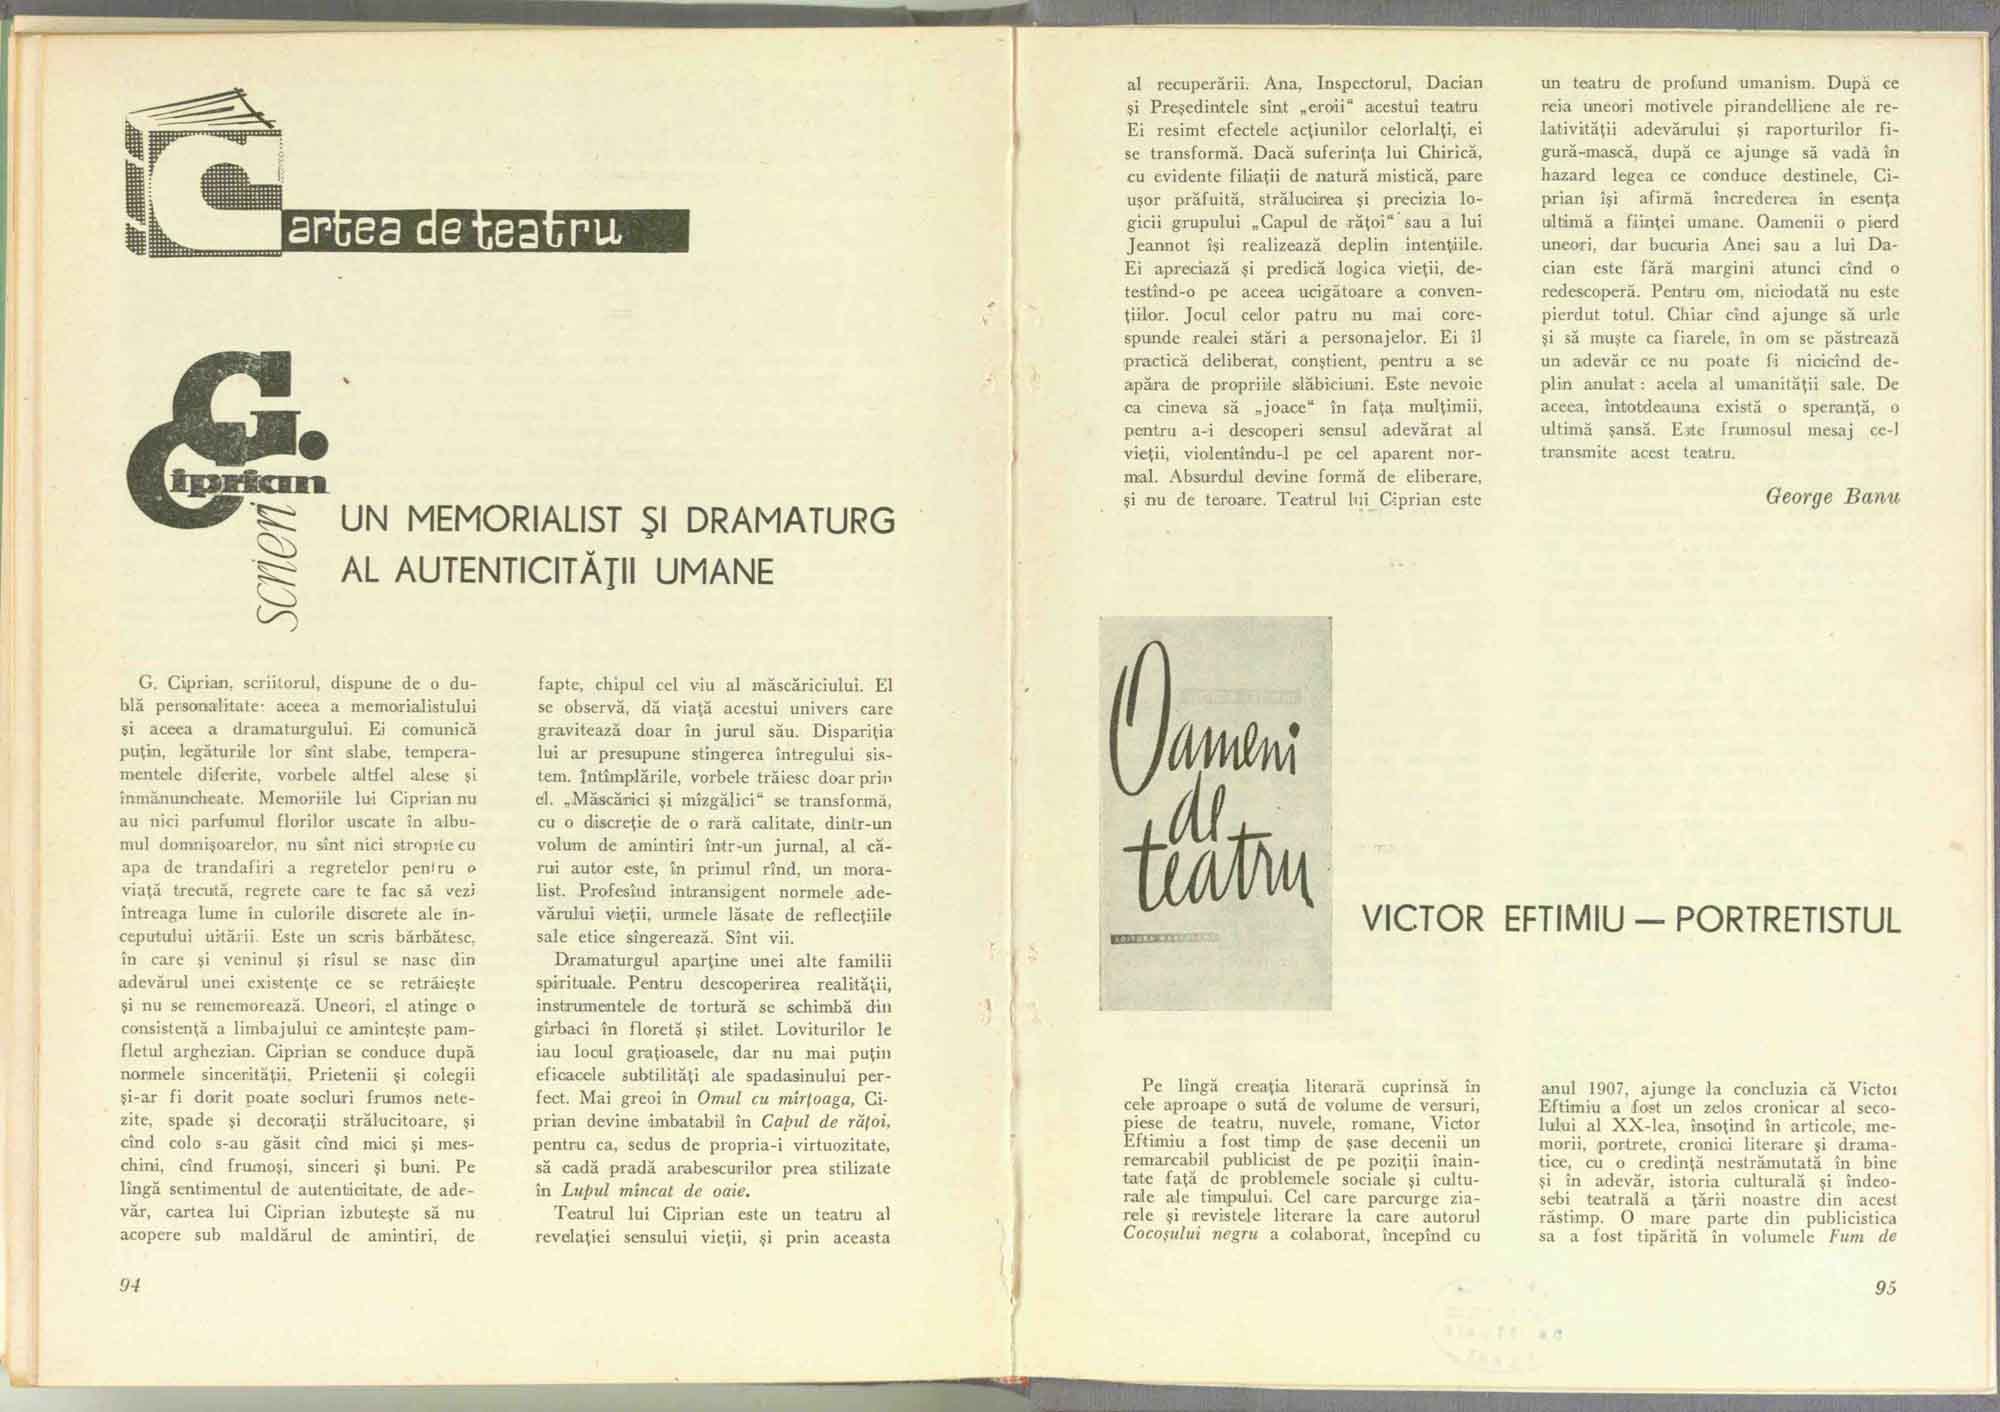 Cartea de teatru
G. Ciprian
scrieri
UN MEMORIALIST ŞI DRAMATURG
AL AUTENTICITĂŢII UMANE
G. Ciprian, scriitorul, dispune de o du-
blă personalitate: aceea a memorialistului
şi aceea a dramaturgului. Ei comunică
puţin, legăturile lor sînt slabe, tempera-
mentele diferite, vorbele altfel alese şi
înmănuncheate. Memoriile lui Ciprian nu
au nici parfumul florilor uscate în albu-
mul domnişoarelor, nu sînt nici stropite cu
apa de trandafiri a regretelor pentru o
viaţă trecută, regrete care te fac să vezi
întreaga lume în culorile discrete ale în-
ceputului uitării. Este un scris bărbătesc,
în care şi veninul şi rîsul se nasc din
adevărul unei existenţe ce se retrăieşte
şi nu se rememorează. Uneori, el atinge o
consistenţă a limbajului ce aminteşte pam-
fletul arghezian. Ciprian se conduce după
normele sincerităţii. Prietenii şi colegii
şi-ar fi dorit poate socluri frumos nete-
zite, spade şi decoraţii strălucitoare, şi
cînd colo s-au găsit cînd mici şi mes-
chini, cînd frumoşi, sinceri şi buni. Pe
lîngă sentimentul de autenticitate, de ade-
văr, cartea lui Ciprian izbuteşte să nu
acopere sub maldărul de amintiri, de
fapte, chipul cel viu al măscăriciului. El
se observă, dă viaţă acestui univers care
gravitează doar în jurul său. Dispariţia
lui ar presupune stingerea întregului sis-
tem. Întîmplările, vorbele trăiesc doar prin
el. „Măscărici şi mîzgălici“ se transformă,
cu o discreţie de o rară calitate, dintr-un
volum de amintiri într-un jurnal, al că-
rui autor este, în primul rînd, un mora-
list. Profesînd intransigent normele ade-
vărului vieţii, urmele lăsate de reflecţiile
sale etice sîngerează. Sînt vii.
Dramaturgul aparţine unei alte familii
spirituale. Pentru descoperirea realităţii,
instrumentele de tortură se schimbă din
gîrbaci în floretă şi stilet. Loviturilor le
iau locul graţioasele, dar nu mai puţin
eficacele subtilităţi ale spadasinului per-
fect. Mai greoi în Omul cu mîrţoaga, Ci-
prian devine imbatabil în Capul de răţoi,
pentru ca, sedus de propria-i virtuozitate,
să cadă pradă arabescurilor prea stilizate
în Lupul mîncat de oaie.
Teatrul lui Ciprian este un teatru al
revelaţiei sensului vieţii, şi prin aceasta
94
al recuperării. Ana, Inspectorul, Dacian
şi Preşedintele sînt „eroii“ acestui teatru
Ei resimt efectele acţiunilor celorlalţi, ei
se transformă. Dacă suferinţa lui Chirică,
cu evidente filiaţii de natură mistică, pare
uşor prăfuită, strălucirea şi precizia lo-
gicii grupului „Capul de răţoi“ sau a lui
Jeannot îşi realizează deplin intenţiile.
Ei apreciază şi predică logica vieţii, de-
testînd-o pe aceea ucigătoare a conven-
ţiilor. Jocul celor patru nu mai core-
spunde realei stări a personajelor. Ei îl
practică deliberat, conştient, pentru a se
apăra de propriile slăbiciuni. Este nevoie
ca cineva să „joace“ în faţa mulţimii,
pentru a-i descoperi sensul adevărat al
vieţii, violentîndu-l pe cel aparent nor-
mal. Absurdul devine formă de eliberare,
şi nu de teroare. Teatrul lui Ciprian este
un teatru de profund umanism. După ce
reia uneori motivele pirandelliene ale re-
lativităţii adevărului şi raporturilor fi-
gură-mască, după ce ajunge să vadă în
hazard legea ce conduce destinele, Ci-
prian îşi afirmă încrederea în esenţa
ultimă a fiinţei umane. Oamenii o pierd
uneori, dar bucuria Anei sau a lui Da-
cian este fără margini atunci cînd o
redescoperă. Pentru om, niciodată nu este
pierdut totul. Chiar cînd ajunge să urle
şi să muşte ca fiarele, în om se păstrează
un adevăr ce nu poate fi nicicînd de-
plin anulat : acela al umanităţii sale. De
aceea, întotdeauna există o speranţă, o
ultimă şansă. Este frumosul mesaj ce-l
transmite acest teatru.
George Banu
Oameni
de
teatru
EDITURA MERIDIANE
VICTOR EFTIMIU — PORTRETISTUL
Pe lîngă creaţia literară cuprinsă în
cele aproape o sută de volume de versuri,
piese de teatru, nuvele, romane, Victor
Eftimiu a fost timp de şase decenii un
remarcabil publicist de pe poziţii înain-
tate faţă de problemele sociale şi cultu-
rale ale timpului. Cel care parcurge zia-
rele şi revistele literare la care autorul
Cocoşului negru a colaborat, începînd cu
anul 1907, ajunge la concluzia că Victor
Eftimiu a fost un zelos cronicar al seco-
lului al XX-lea, însoţind în articole, me-
morii, portrete, cronici literare şi drama-
tice, cu o credinţă nestrămutată în bine
şi în adevăr, istoria culturală şi îndeo-
sebi teatrală a ţării noastre din acest
răstimp. O mare parte din publicistica
sa a fost tipărită în volumele Fum de
95